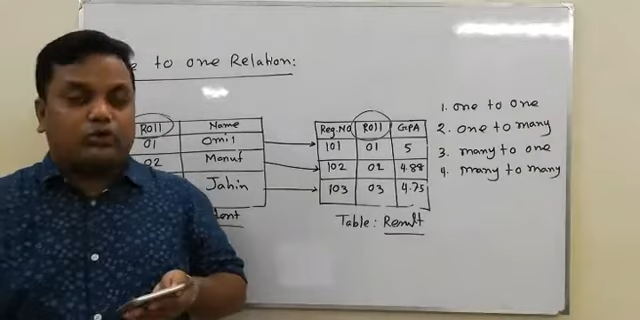 to one Relation:
Roll Name
01 Omit
02 Manuf
Jahin
Reg.No Roll GPA
101 01 5
102 02 4.88
103 03 4.75
Table: Result
1. one to one
2. one to many
3. many to one
4. many to many